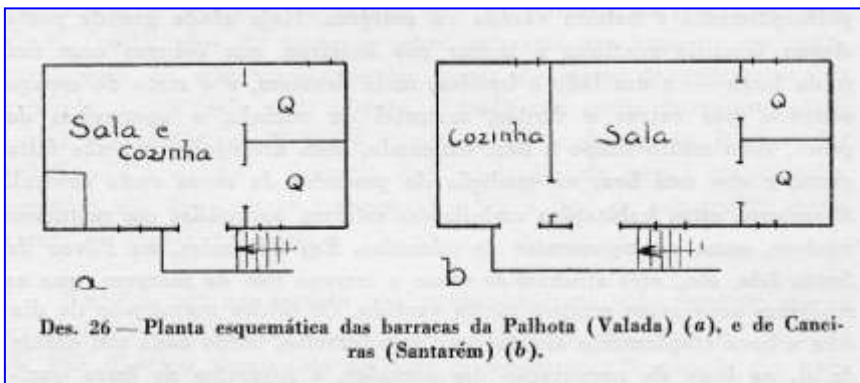 Sala e
Cozinha
Q
Q
a
Cozinha
Sala
Q
Q
b
Des. 26 — Planta esquemática das barracas da Palhota (Valada) (a), e de Canei-
ras (Santarém) (b).